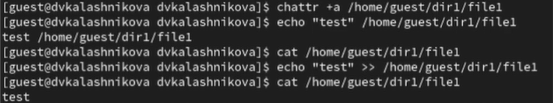 [guest@dvkalashnikova dvkalashnikova]$ chattr +a /home/guest/dir1/file1
[guest@dvkalashnikova dvkalashnikova]$ echo "test" /home/guest/dir1/file1
test /home/guest/dir1/file1
[guest@dvkalashnikova dvkalashnikova]$ cat /home/guest/dir1/file1
[guest@dvkalashnikova dvkalashnikova]$ echo "test" >> /home/guest/dir1/file1
[guest@dvkalashnikova dvkalashnikova]$ cat /home/guest/dir1/file1
test